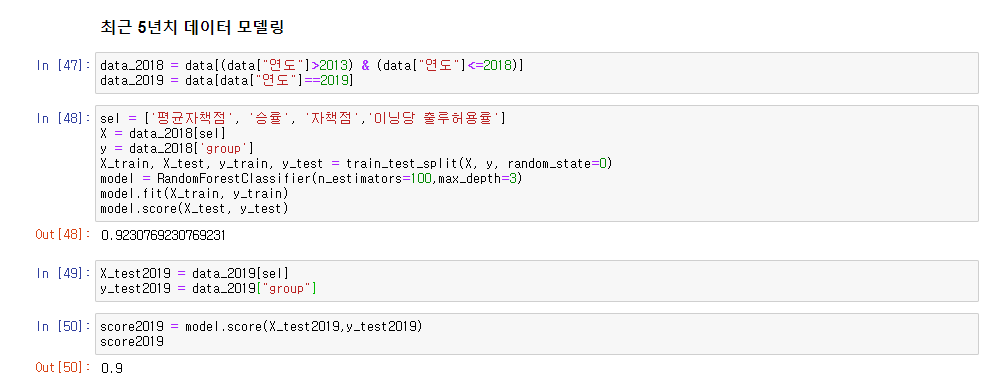 최근 5년치 데이터 모델링
In [47]: data_2018 = data[(data["연도"]>2013) & (data["연도"]<=2018)]
data_2019 = data[data["연도"]==2019]
In [48]: sel = ['평균자책점', '승률', '자책점','이닝당 출루허용률']
X = data_2018[sel]
y = data_2018['group']
X_train, X_test, y_train, y_test = train_test_split(X, y, random_state=0)
model = RandomForestClassifier(n_estimators=100,max_depth=3)
model.fit(X_train, y_train)
model.score(X_test, y_test)
Out[48]: 0.9230769230769231
In [49]: X_test2019 = data_2019[sel]
y_test2019 = data_2019["group"]
In [50]: score2019 = model.score(X_test2019,y_test2019)
score2019
Out[50]: 0.9